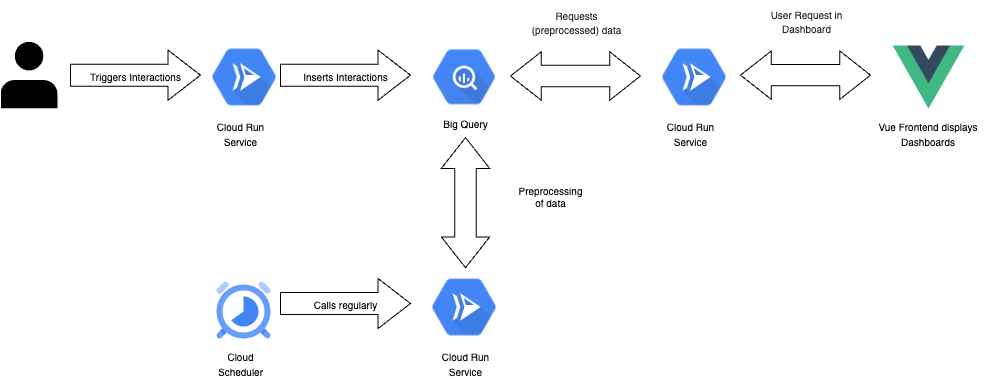 Requests
(preprocessed) data
User Request in
Dashboard
Triggers Interactions
Inserts Interactions
Cloud Run
Service
Big Query
Cloud Run
Service
Vue Frontend displays
Dashboards
Preprocessing
of data
Calls regularly
Cloud
Scheduler
Cloud Run
Service